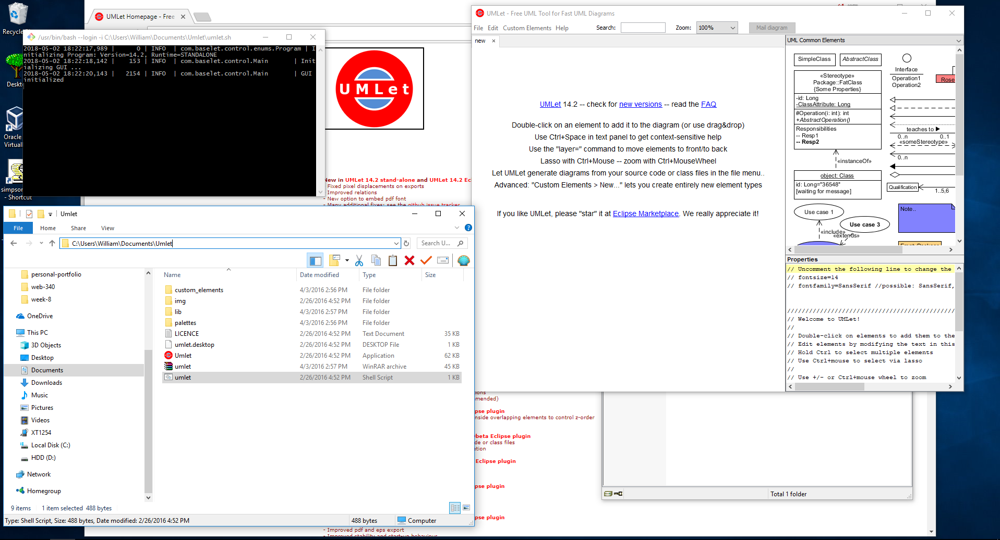 Recycle
Deskt
Oracle
Virtuall
simpson
- Shortcut
UMLet Homepage - Free
/usr/bin/bash --login -i C:\Users\William\Documents\Umlet\umlet.sh
2018-05-02 18:22:17,989 |      0 | INFO  | com.baselet.control.enums.Program | I
nitializing Program: Version=14.2, Runtime=STANDALONE
2018-05-02 18:22:18,142 |    153 | INFO  | com.baselet.control.Main       | Init
ializing GUI ...
2018-05-02 18:22:20,143 |   2154 | INFO  | com.baselet.control.Main       | GUI
initialized
UMLet
New in UMLet 14.2 stand-alone and UMLet 14.2 Ec
- Fixed pixel displacements on exports
- Improved relations
- New option to embed pdf font
- Many additional fixes; see the github issue tracker
UMLet - Free UML Tool for Fast UML Diagrams
File Edit Custom Elements Help Search: Zoom: 100% Mail diagram
new
UMLet 14.2 -- check for new versions -- read the FAQ
Double-click on an element to add it to the diagram (or use drag&drop)
Use Ctrl+Space in text panel to get context-sensitive help
Use the "layer=" command to move elements to front/to back
Lasso with Ctrl+Mouse -- zoom with Ctrl+MouseWheel
Let UMLet generate diagrams from your source code or class files in the file menu..
Advanced: "Custom Elements > New..." lets you create entirely new element types
If you like UMLet, please "star" it at Eclipse Marketplace. We really appreciate it!
UML Common Elements
SimpleClass
AbstractClass
Interface
Operation1
Operation2
Rose
«Stereotype»
Package::FatClass
{Some Properties}
-id: Long
-ClassAttribute: Long
#Operation(i: int): int
+AbstractOperation()
Responsibilities
-- Resp1
-- Resp2
teaches to
0..n 0..1
«someStereotype»
0..n
«instanceOf»
object: Class
id: Long="36548"
[waiting for message]
Qualification
1..5,6
Use case 1
Use case 3
«include»
«extends»
Note..
EmptyPackage
Properties
// Uncomment the following line to change the
// fontsize=14
// fontfamily=SansSerif //possible: SansSerif,
//////////////////////////////////////////////
// Welcome to UMLet!
//
// Double-click on elements to add them to the
// Edit elements by modifying the text in this
// Hold Ctrl to select multiple elements
// Use Ctrl+mouse to select via lasso
//
// Use +/- or Ctrl+mouse wheel to zoom
Umlet
File Home Share View
C:\Users\William\Documents\Umlet
Search U...
personal-portfolio
web-340
week-8
OneDrive
This PC
3D Objects
Desktop
Documents
Downloads
Music
Pictures
Videos
XT1254
Local Disk (C:)
HDD (D:)
Network
Homegroup
Name Date modified Type Size
custom_elements 4/3/2016 2:56 PM File folder
img 2/26/2016 4:52 PM File folder
lib 4/3/2016 2:57 PM File folder
palettes 4/3/2016 2:56 PM File folder
LICENCE 2/26/2016 4:52 PM Text Document 35 KB
umlet.desktop 2/26/2016 4:52 PM DESKTOP File 1 KB
Umlet 2/26/2016 4:52 PM Application 62 KB
umlet 4/3/2016 2:57 PM WinRAR archive 45 KB
umlet 2/26/2016 4:52 PM Shell Script 1 KB
9 items 1 item selected 488 bytes
Type: Shell Script, Size: 488 bytes, Date modified: 2/26/2016 4:52 PM
488 bytes
Computer
tions
mended)
pse plugin
nside overlapping elements to control z-order
beta Eclipse plugin
de or class files
etion
Eclipse plugin
pse plugin
pse plugin
- Improved pdf and eps export
- Improved stability and start-up behaviour
Total 1 folder